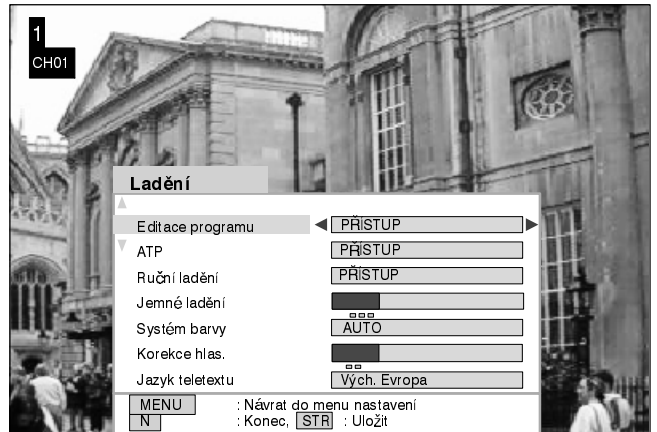 1
CH01
Ladění
Editace programu PŘÍSTUP
ATP PŘÍSTUP
Ruční ladění PŘÍSTUP
Jemné ladění
Systém barvy AUTO
Korekce hlas.
Jazyk teletextu Vých. Evropa
MENU : Návrat do menu nastavení
N : Konec, STR : Uložit